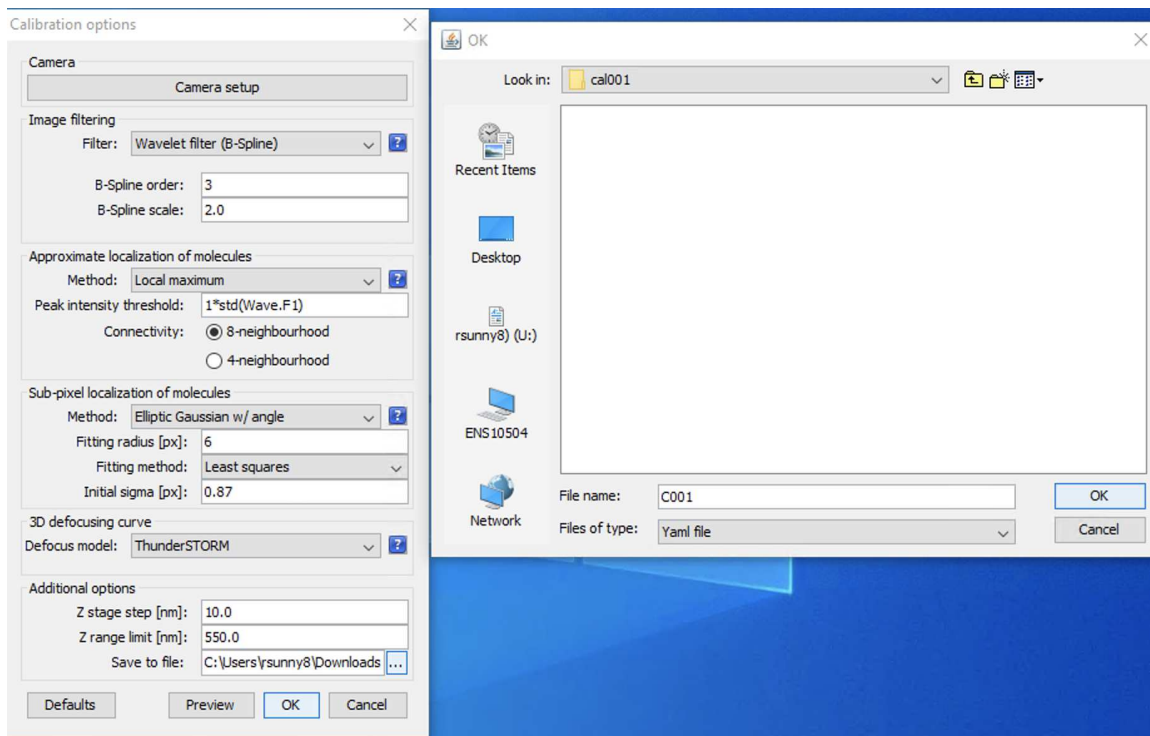 Calibration options
Camera
Camera setup
Image filtering
Filter: Wavelet filter (B-Spline)
B-Spline order: 3
B-Spline scale: 2.0
Approximate localization of molecules
Method: Local maximum
Peak intensity threshold: 1*std(Wave.F1)
Connectivity: 8-neighbourhood
4-neighbourhood
Sub-pixel localization of molecules
Method: Elliptic Gaussian w/ angle
Fitting radius [px]: 6
Fitting method: Least squares
Initial sigma [px]: 0.87
3D defocusing curve
Defocus model: ThunderSTORM
Additional options
Z stage step [nm]: 10.0
Z range limit [nm]: 550.0
Save to file: C:\Users\rsunny8\Downloads ...
Defaults Preview OK Cancel
OK
Look in: cal001
Recent Items
Desktop
rsunny8) (U:)
ENS10504
Network
File name: C001 OK
Files of type: Yaml file Cancel